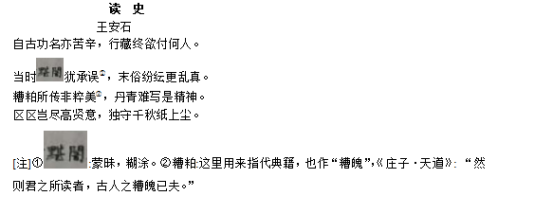 读 史
王安石
自古功名亦苦辛，行藏终欲付何人。
当时黮闇犹承误①，末俗纷纭更乱真。
糟粕所传非粹美②，丹青难写是精神。
区区岂尽高贤意，独守千秋纸上尘。
[注]①黮闇:蒙昧，糊涂。②糟粕:这里用来指代典籍，也作“糟魄”，《庄子·天道》：“然
则君之所读者，古人之糟魄已夫。”